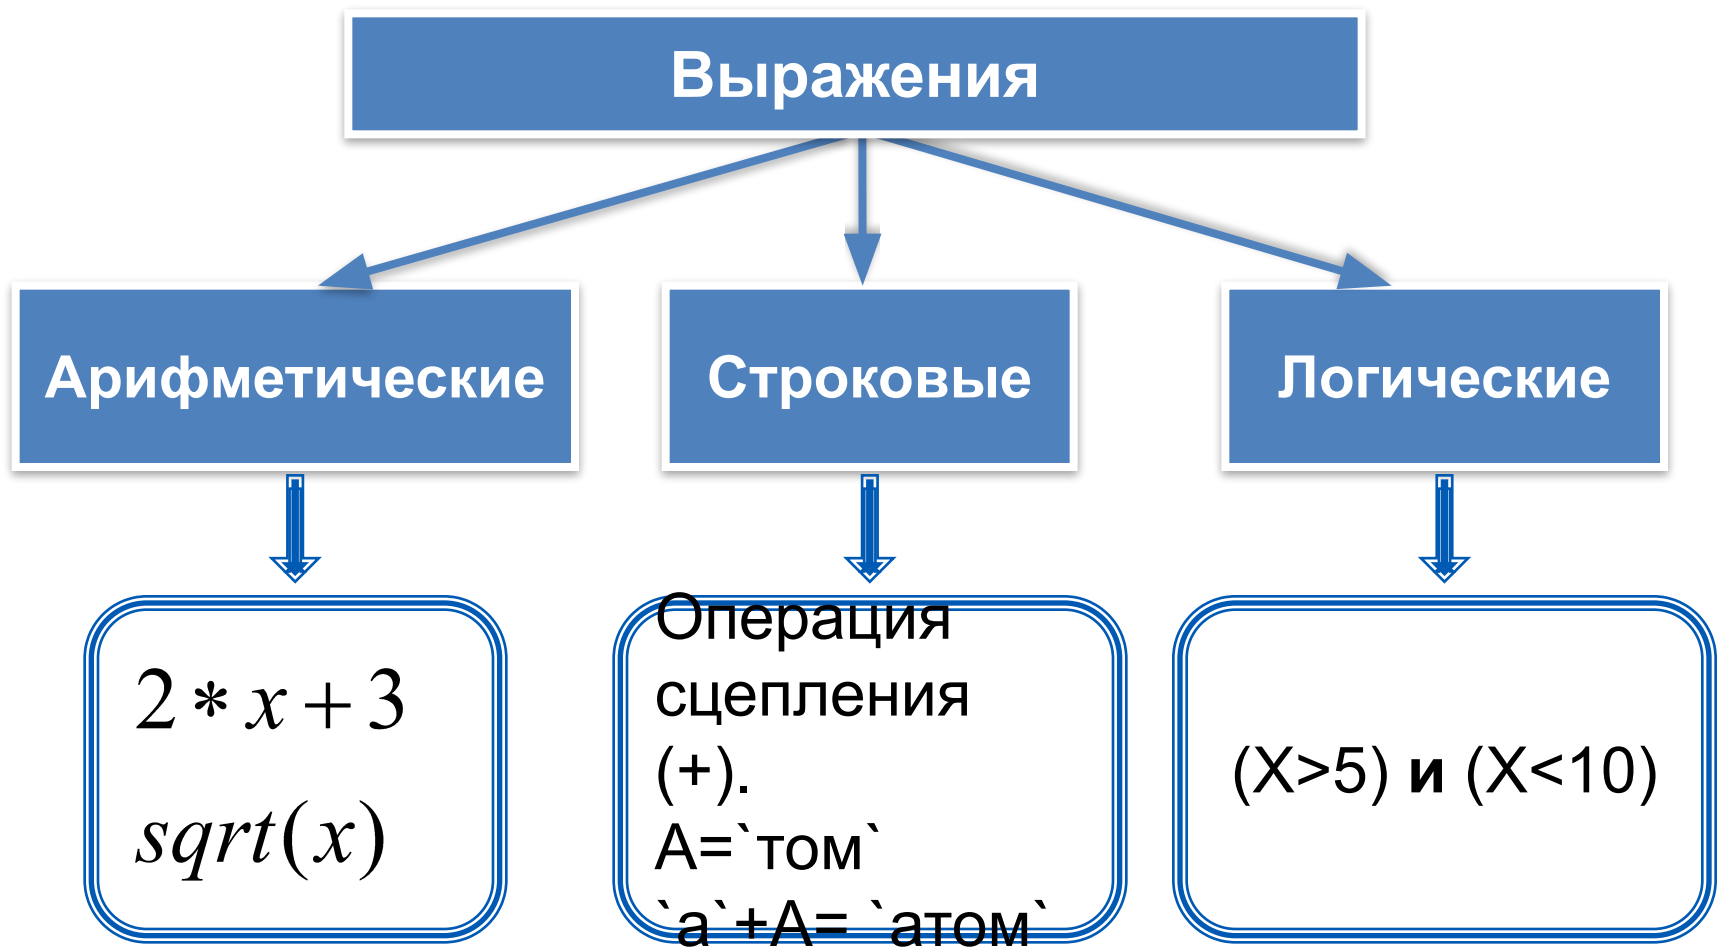 Выражения
Арифметические
Строковые
Логические
2 * x + 3
sqrt(x)
Операция
сцепления
(+).
А=`том`
`а`+А= `атом`
(X>5) и (X<10)